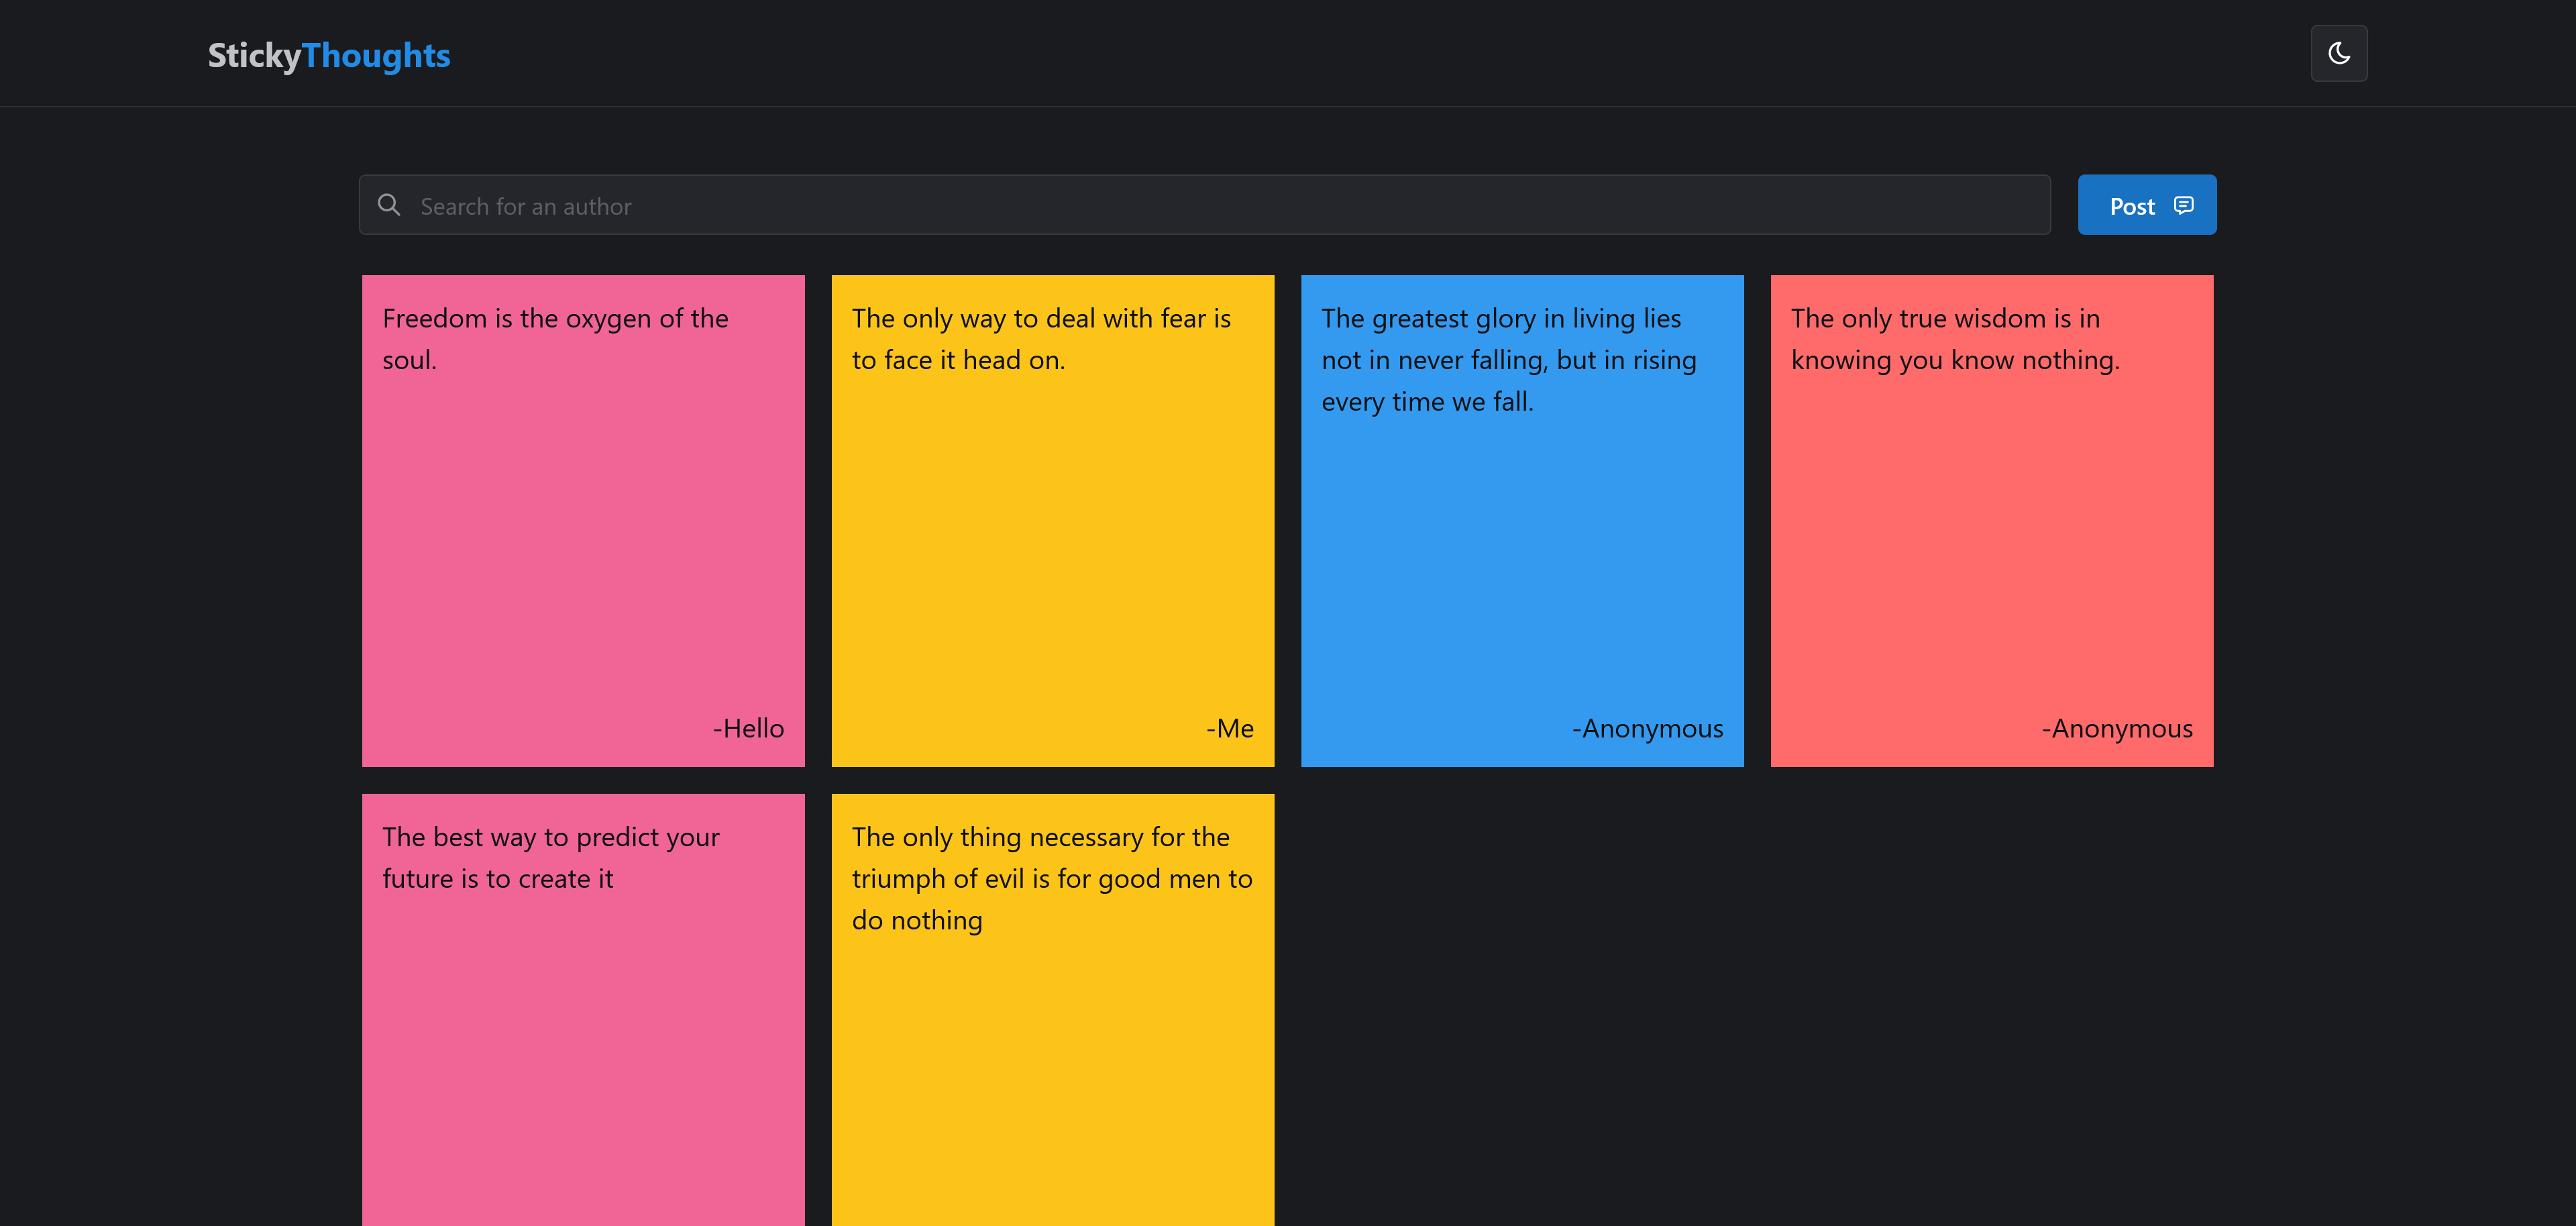 StickyThoughts
Search for an author
Post
Freedom is the oxygen of the
soul.
-Hello
The only way to deal with fear is
to face it head on.
-Me
The greatest glory in living lies
not in never falling, but in rising
every time we fall.
-Anonymous
The only true wisdom is in
knowing you know nothing.
-Anonymous
The best way to predict your
future is to create it
The only thing necessary for the
triumph of evil is for good men to
do nothing